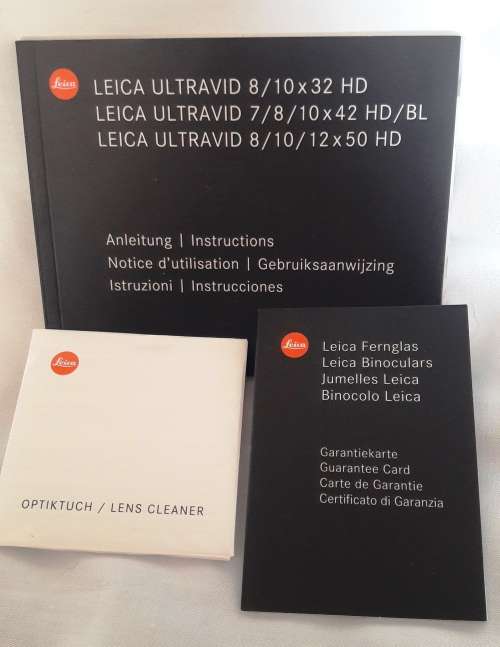 Leica
LEICA ULTRAVID 8/10x32 HD
LEICA ULTRAVID 7/8/10x42 HD/BL
LEICA ULTRAVID 8/10/12x50 HD
Anleitung | Instructions
Notice d'utilisation | Gebruiksaanwijzing
Istruzioni | Instrucciones
Leica
OPTIKTUCH / LENS CLEANER
Leica
Leica Fernglas
Leica Binoculars
Jumelles Leica
Binocolo Leica
Garantiekarte
Guarantee Card
Carte de Garantie
Certificato di Garanzia